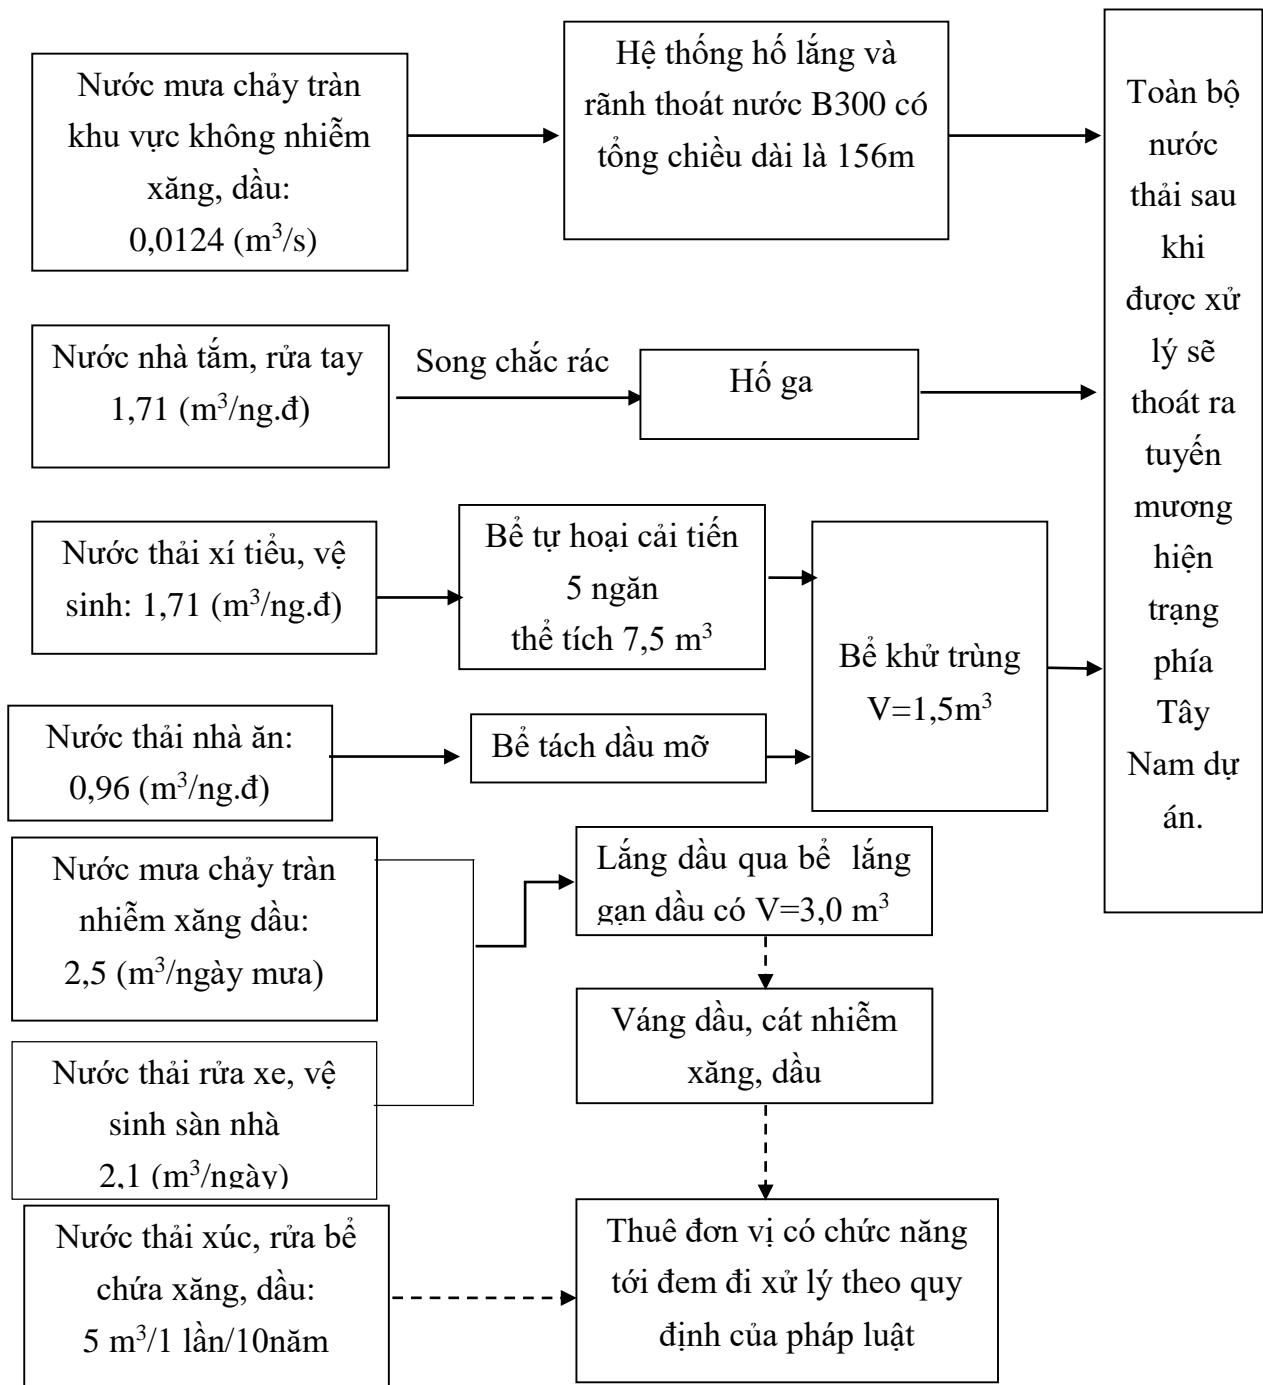 Nước mưa chảy tràn
khu vực không nhiễm
xăng, dầu:
0,0124 (m³/s)
Hệ thống hố lắng và
rãnh thoát nước B300 có
tổng chiều dài là 156m
Toàn bộ
nước
thải sau
khi
được xử
lý sẽ
thoát ra
tuyến
mương
hiện
trạng
phía
Tây
Nam dự
án.
Nước nhà tắm, rửa tay
1,71 (m³/ng.đ)
Song chắc rác
Hố ga
Nước thải xí tiểu, vệ
sinh: 1,71 (m³/ng.đ)
Bể tự hoại cải tiến
5 ngăn
thể tích 7,5 m³
Bể khử trùng
V=1,5m³
Nước thải nhà ăn:
0,96 (m³/ng.đ)
Bể tách dầu mỡ
Nước mưa chảy tràn
nhiễm xăng dầu:
2,5 (m³/ngày mưa)
Lắng dầu qua bể lắng
gạn dầu có V=3,0 m³
Váng dầu, cát nhiễm
xăng, dầu
Nước thải rửa xe, vệ
sinh sàn nhà
2,1 (m³/ngày)
Nước thải xúc, rửa bể
chứa xăng, dầu:
5 m³/1 lần/10năm
Thuê đơn vị có chức năng
tới đem đi xử lý theo quy
định của pháp luật